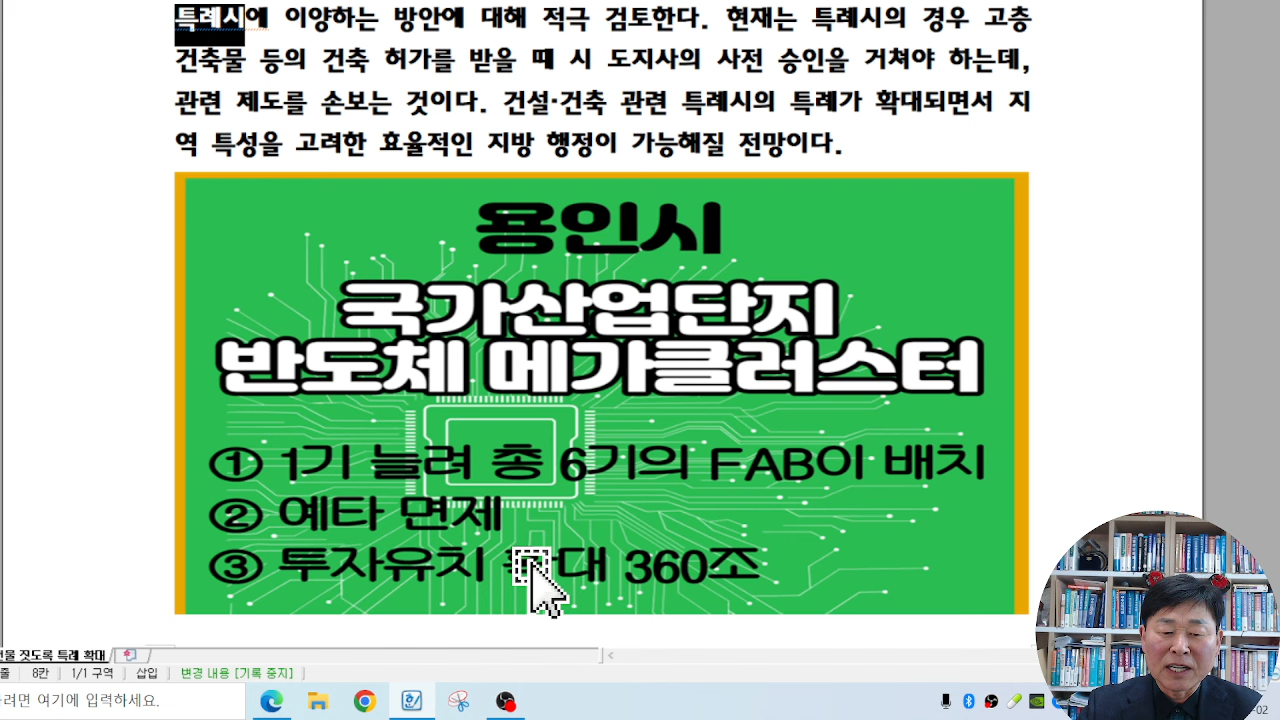 특례시에 이양하는 방안에 대해 적극 검토한다. 현재는 특례시의 경우 고층
건축물 등의 건축 허가를 받을 때 시 도지사의 사전 승인을 거쳐야 하는데,
관련 제도를 손보는 것이다. 건설·건축 관련 특례시의 특례가 확대되면서 지
역 특성을 고려한 효율적인 지방 행정이 가능해질 전망이다.
용인시
국가산업단지
반도체 메가클러스터
① 1기 늘려 총 6기의 FAB이 배치
② 예타 면제
③ 투자유치 확대 360조
짓도록 특례 확대
8칸 1/1 구역 삽입 변경 내용 [기록 중지]
려면 여기에 입력하세요.
-02